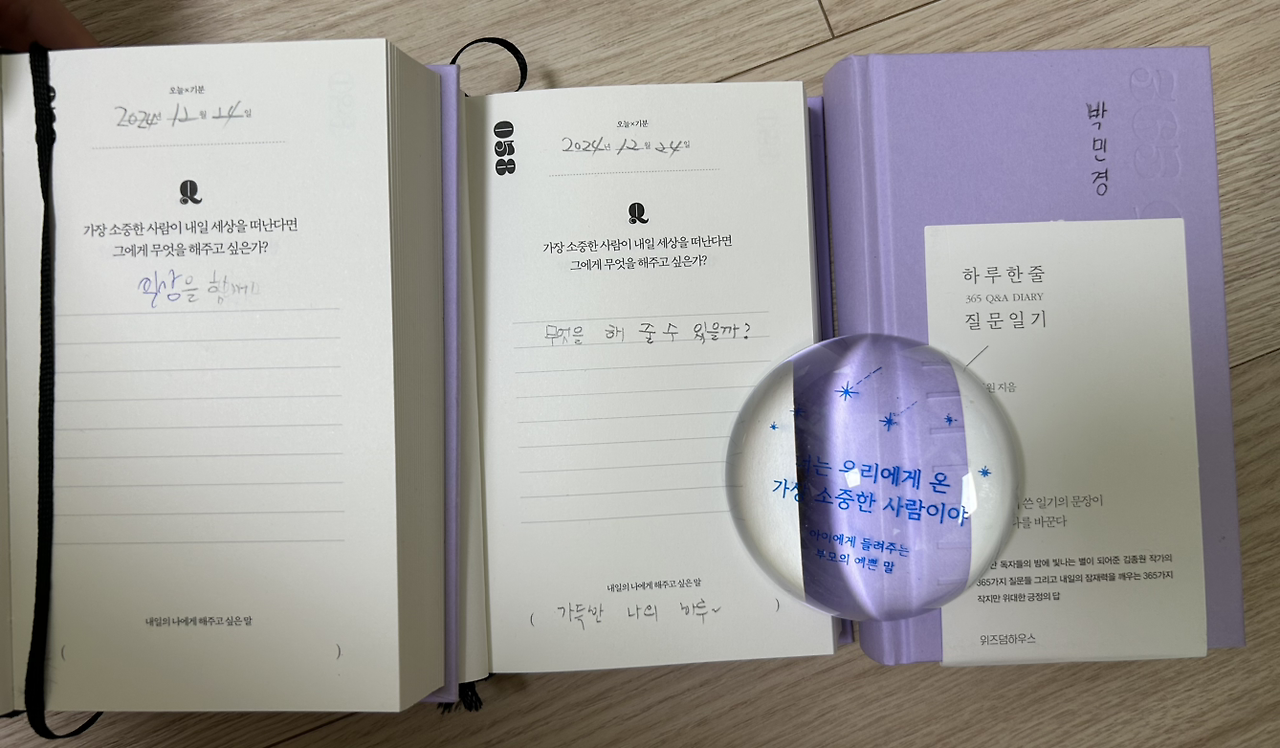 오늘×기분
2024년 12월 24일
Q
가장 소중한 사람이 내일 세상을 떠난다면
그에게 무엇을 해주고 싶은가?
을
내일의 나에게 해주고 싶은 말
( )
058
오늘×기분
2024년 12월 24일
Q
가장 소중한 사람이 내일 세상을 떠난다면
그에게 무엇을 해주고 싶은가?
무엇을 해 줄 수 있을까?
내일의 나에게 해주고 싶은 말
( 가득한 나의 하루 )
365
박민경
하루한줄
365 Q&A DIARY
질문일기
지음
쓴 일기의 문장이
바꾼다
독자들의 밤에 빛나는 별이 되어준 김종원 작가의
365가지 질문들 그리고 내일의 잠재력을 깨우는 365가지
작지만 위대한 긍정의 답
위즈덤하우스
우리에게 온
가장 소중한 사람이야
아이에게 들려주는
부모의 예쁜 말